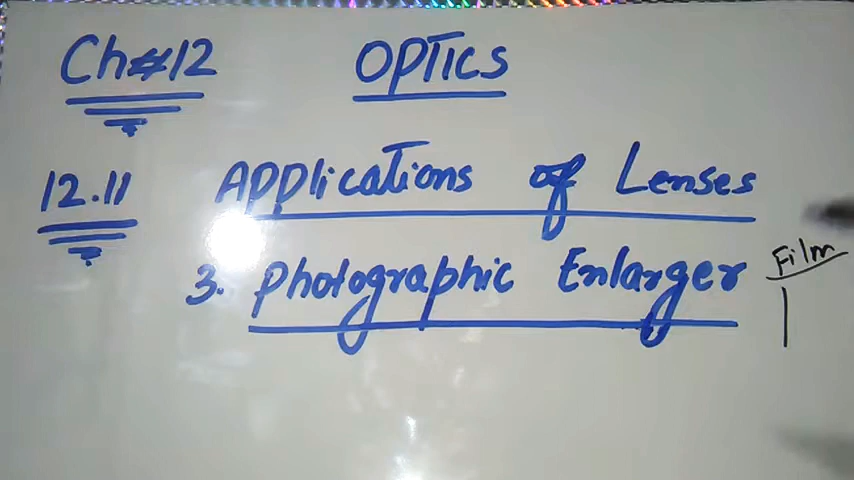 Ch#12 OPTICS
12.11 Applications of Lenses
3. Photographic Enlarger
Film